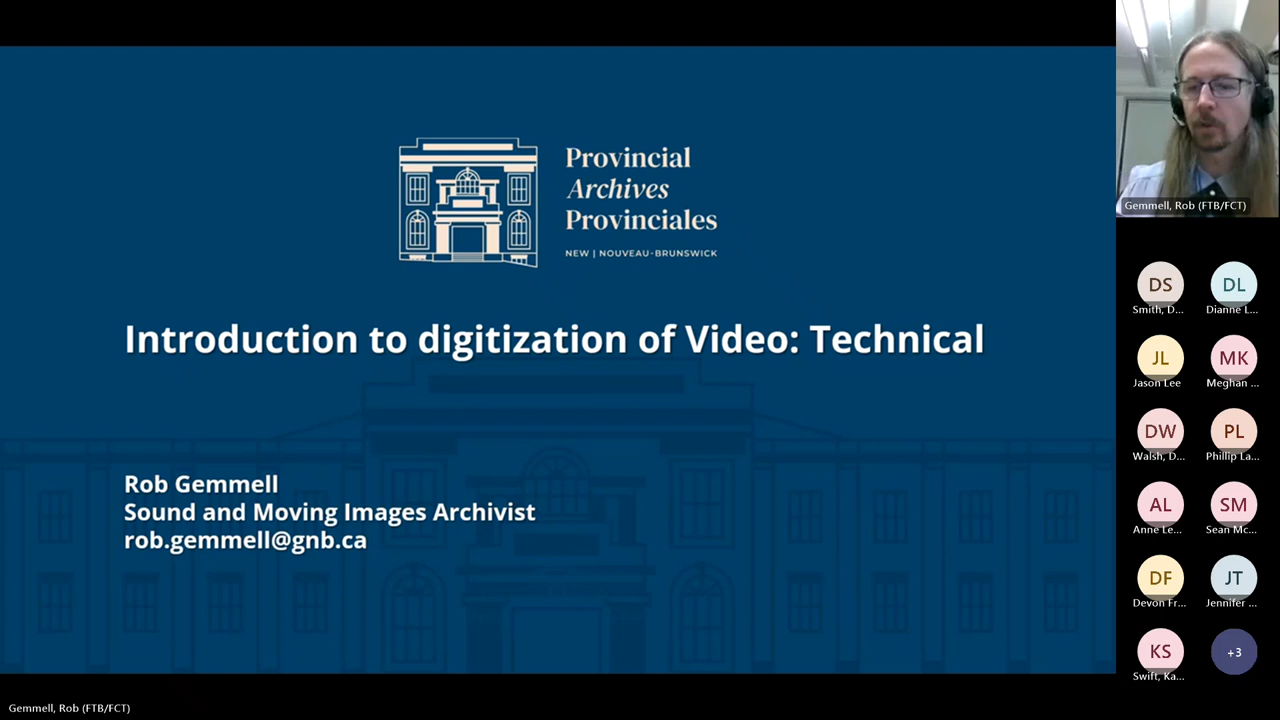 Provincial
Archives
Provinciales
NEW | NOUVEAU-BRUNSWICK
Introduction to digitization of Video: Technical
Rob Gemmell
Sound and Moving Images Archivist
rob.gemmell@gnb.ca
Gemmell, Rob (FTB/FCT)
DS
Smith, D...
DL
Dianne L...
JL
Jason Lee
MK
Meghan ...
DW
Walsh, D...
PL
Phillip La...
AL
Anne Le...
SM
Sean Mc...
DF
Devon Fr...
JT
Jennifer ...
KS
Swift, Ka...
+3
Gemmell, Rob (FTB/FCT)